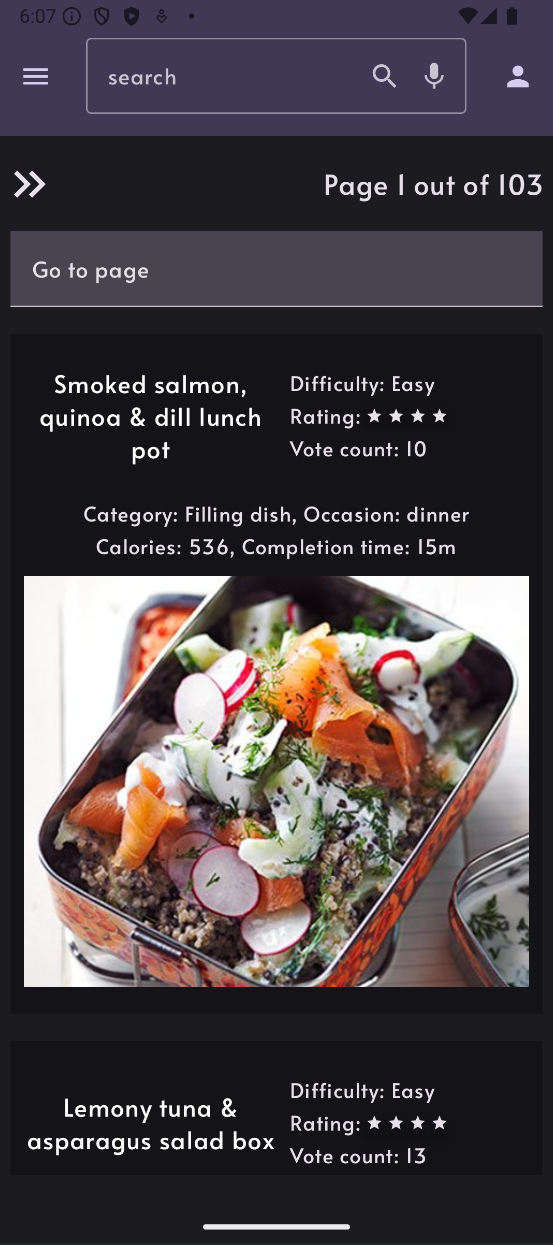 6:07
search
Page 1 out of 103
Go to page
Smoked salmon,
quinoa & dill lunch
pot
Difficulty: Easy
Rating: ★ ★ ★ ★
Vote count: 10
Category: Filling dish, Occasion: dinner
Calories: 536, Completion time: 15m
Lemony tuna &
asparagus salad box
Difficulty: Easy
Rating: ★ ★ ★ ★
Vote count: 13